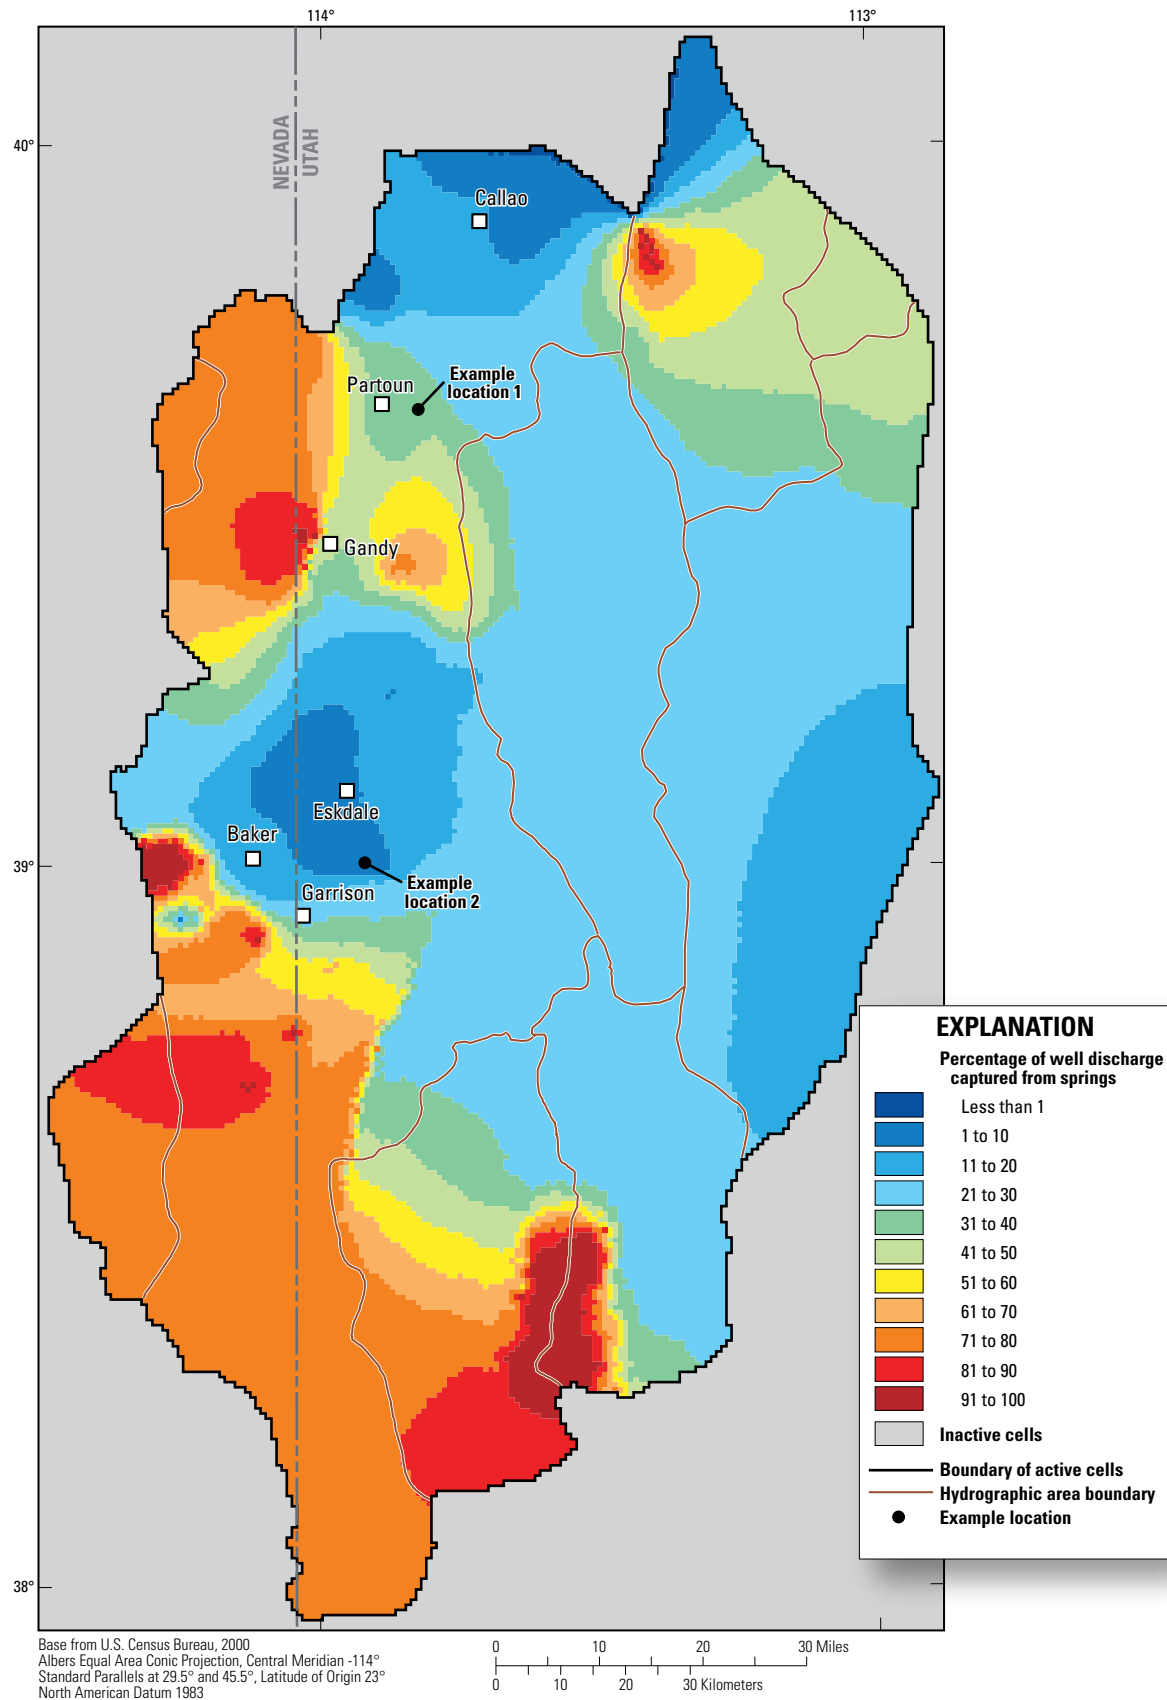 114°
113°
40°
NEVADA
UTAH
Callao
Partoun
Example
location 1
Gandy
Eskdale
Baker
39°
Example
location 2
Garrison
EXPLANATION
Percentage of well discharge
captured from springs
Less than 1
1 to 10
11 to 20
21 to 30
31 to 40
41 to 50
51 to 60
61 to 70
71 to 80
81 to 90
91 to 100
Inactive cells
Boundary of active cells
Hydrographic area boundary
Example location
38°
Base from U.S. Census Bureau, 2000
Albers Equal Area Conic Projection, Central Meridian -114°
Standard Parallels at 29.5° and 45.5°, Latitude of Origin 23°
North American Datum 1983
0 10 20 30 Miles
0 10 20 30 Kilometers